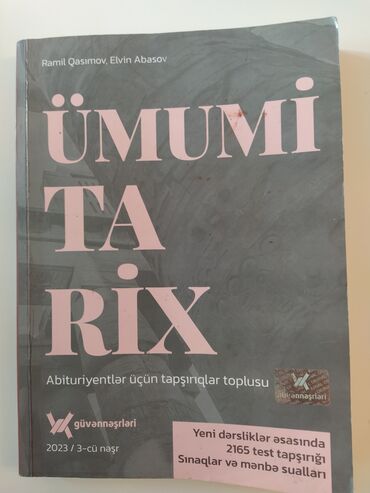 Ramil Qasımov, Elvin Abasov
ÜMUMİ
TA
RİX
Abituriyentlər üçün tapşırıqlar toplusu
güvənnəşrləri
güvənnəşrləri
2023 / 3-cü nəşr
Yeni dərsliklər əsasında
2165 test tapşırığı
Sınaqlar və mənbə sualları